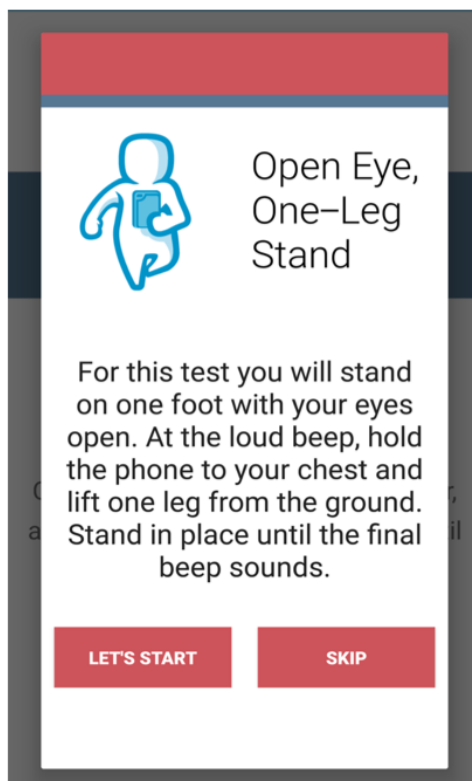 Open Eye,
One–Leg
Stand
For this test you will stand
on one foot with your eyes
open. At the loud beep, hold
the phone to your chest and
lift one leg from the ground.
Stand in place until the final
beep sounds.
LET'S START
SKIP